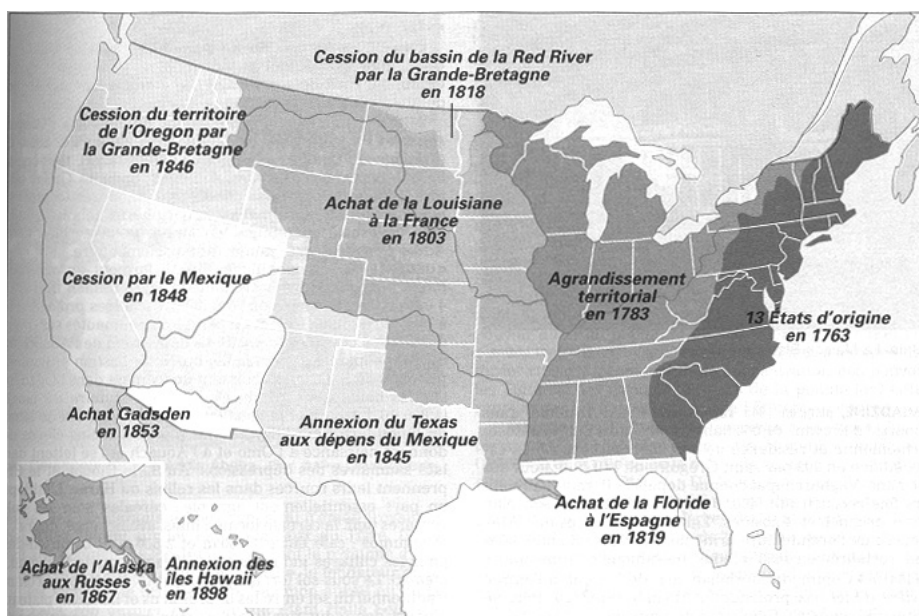 Cession du bassin de la Red River
par la Grande-Bretagne
en 1818
Cession du territoire
de l'Oregon par
la Grande-Bretagne
en 1846
Achat de la Louisiane
à la France
en 1803
Cession par le Mexique
en 1848
Agrandissement
territorial
en 1783
13 États d'origine
en 1763
Achat Gadsden
en 1853
Annexion du Texas
aux dépens du Mexique
en 1845
Achat de la Floride
à l'Espagne
en 1819
Achat de l'Alaska
aux Russes
en 1867
Annexion des
îles Hawaii
en 1898